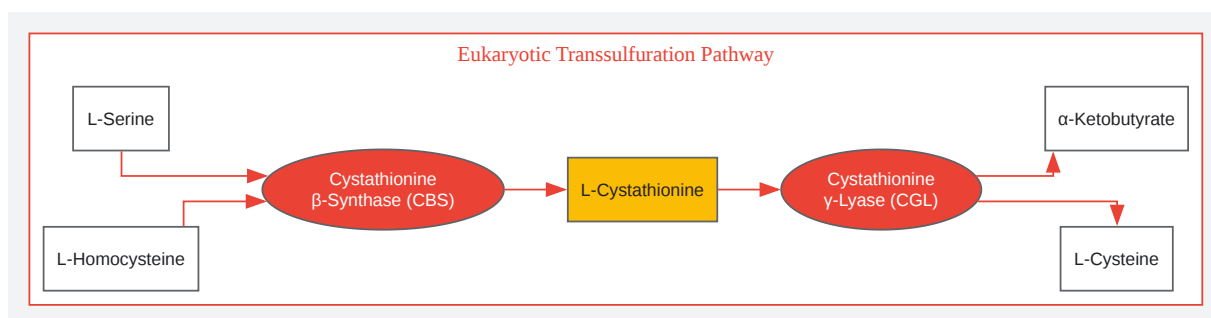 Eukaryotic Transsulfuration Pathway
L-Serine
L-Homocysteine
Cystathionine
β-Synthase (CBS)
L-Cystathionine
Cystathionine
γ-Lyase (CGL)
α-Ketobutyrate
L-Cysteine